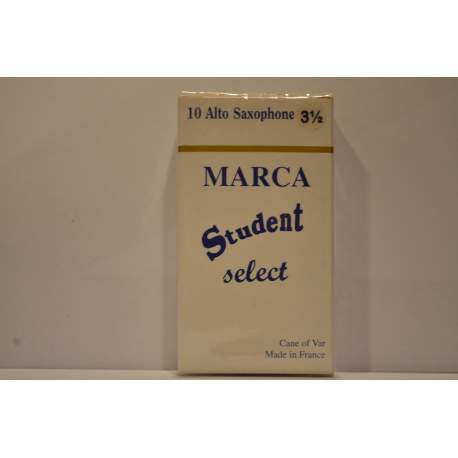 10 Alto Saxophone 3½
MARCA
Student
select
Cane of Var
Made in France